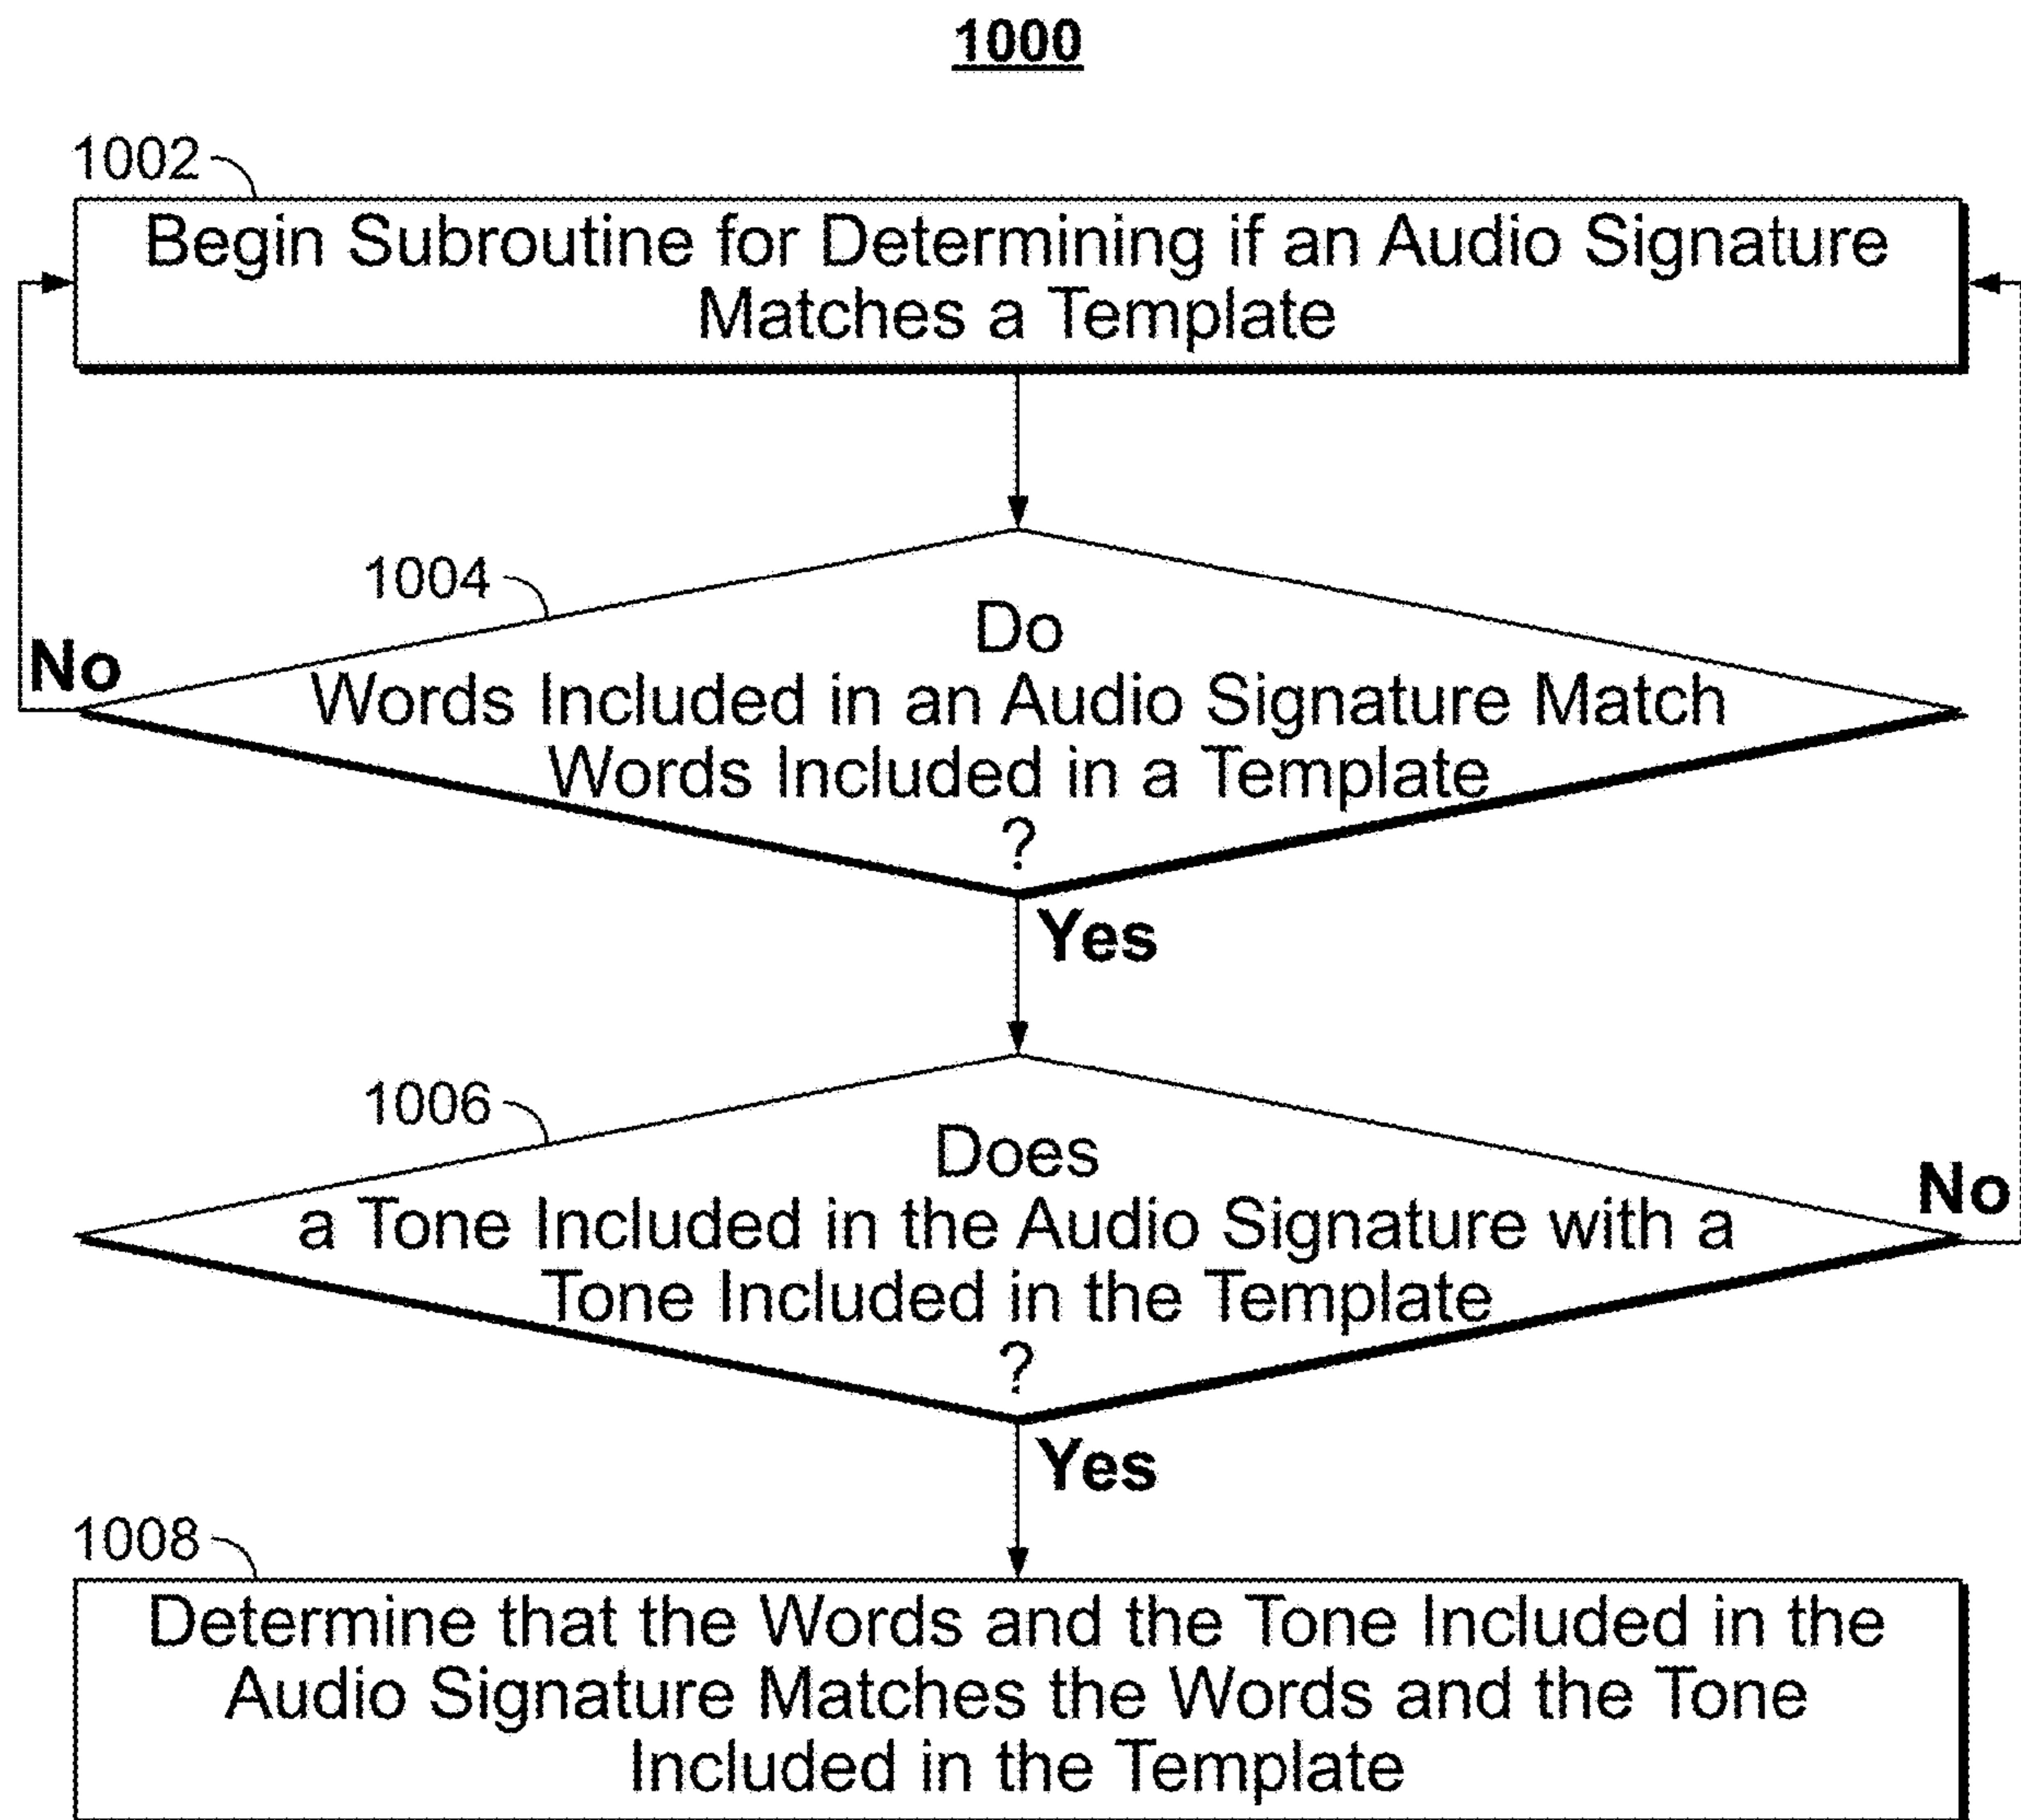 1000
1002
Begin Subroutine for Determining if an Audio Signature
Matches a Template
1004
Do
Words Included in an Audio Signature Match
Words Included in a Template
?
No
Yes
1006
Does
a Tone Included in the Audio Signature with a
Tone Included in the Template
?
No
Yes
1008
Determine that the Words and the Tone Included in the
Audio Signature Matches the Words and the Tone
Included in the Template